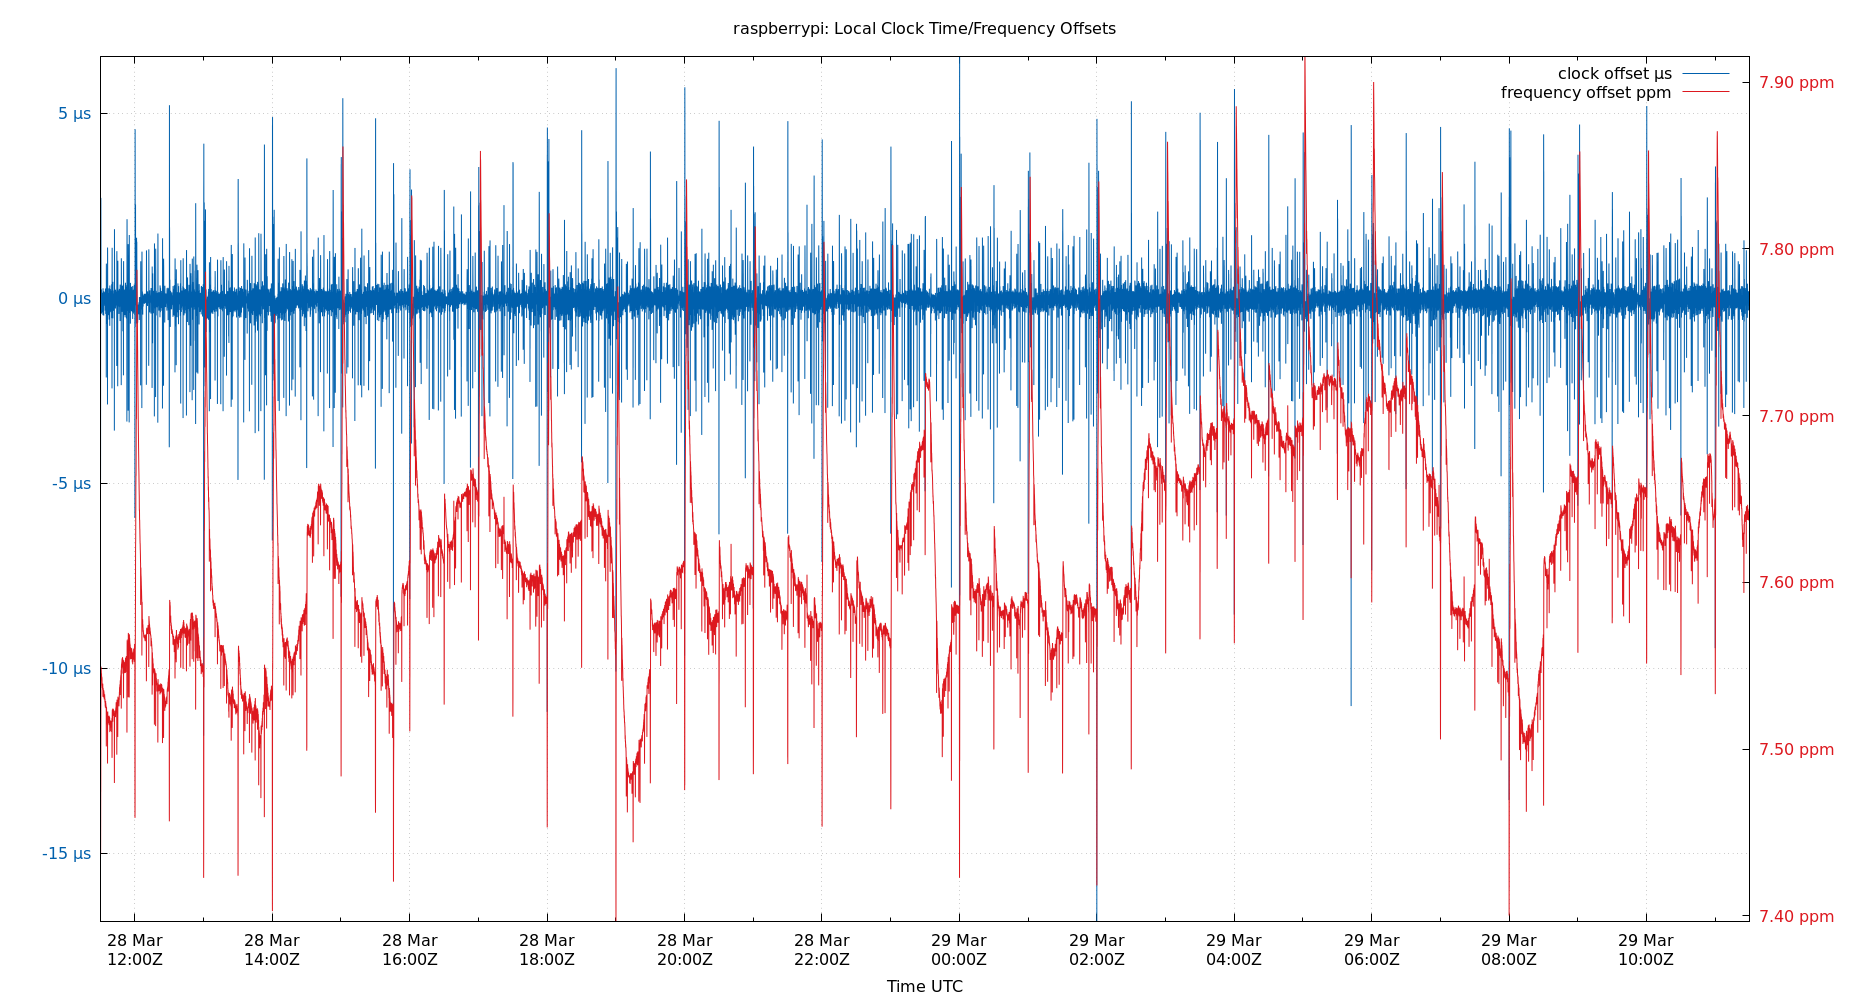 raspberrypi: Local Clock Time/Frequency Offsets
clock offset µs
frequency offset ppm
5 µs
0 µs
-5 µs
-10 µs
-15 µs
7.90 ppm
7.80 ppm
7.70 ppm
7.60 ppm
7.50 ppm
7.40 ppm
28 Mar 28 Mar 28 Mar 28 Mar 28 Mar 28 Mar 29 Mar 29 Mar 29 Mar 29 Mar 29 Mar 29 Mar
12:00Z 14:00Z 16:00Z 18:00Z 20:00Z 22:00Z 00:00Z 02:00Z 04:00Z 06:00Z 08:00Z 10:00Z
Time UTC